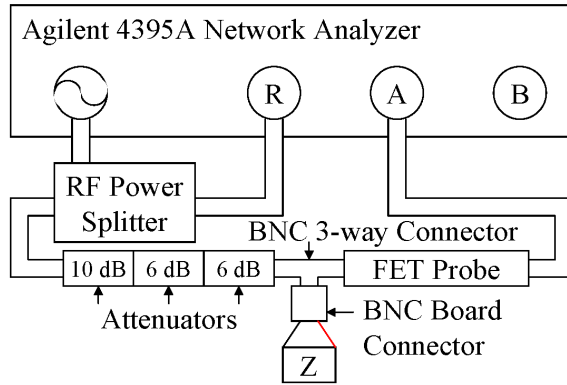 Agilent 4395A Network Analyzer
R
A
B
RF Power
Splitter
BNC 3-way Connector
10 dB
6 dB
6 dB
FET Probe
Attenuators
BNC Board
Connector
Z